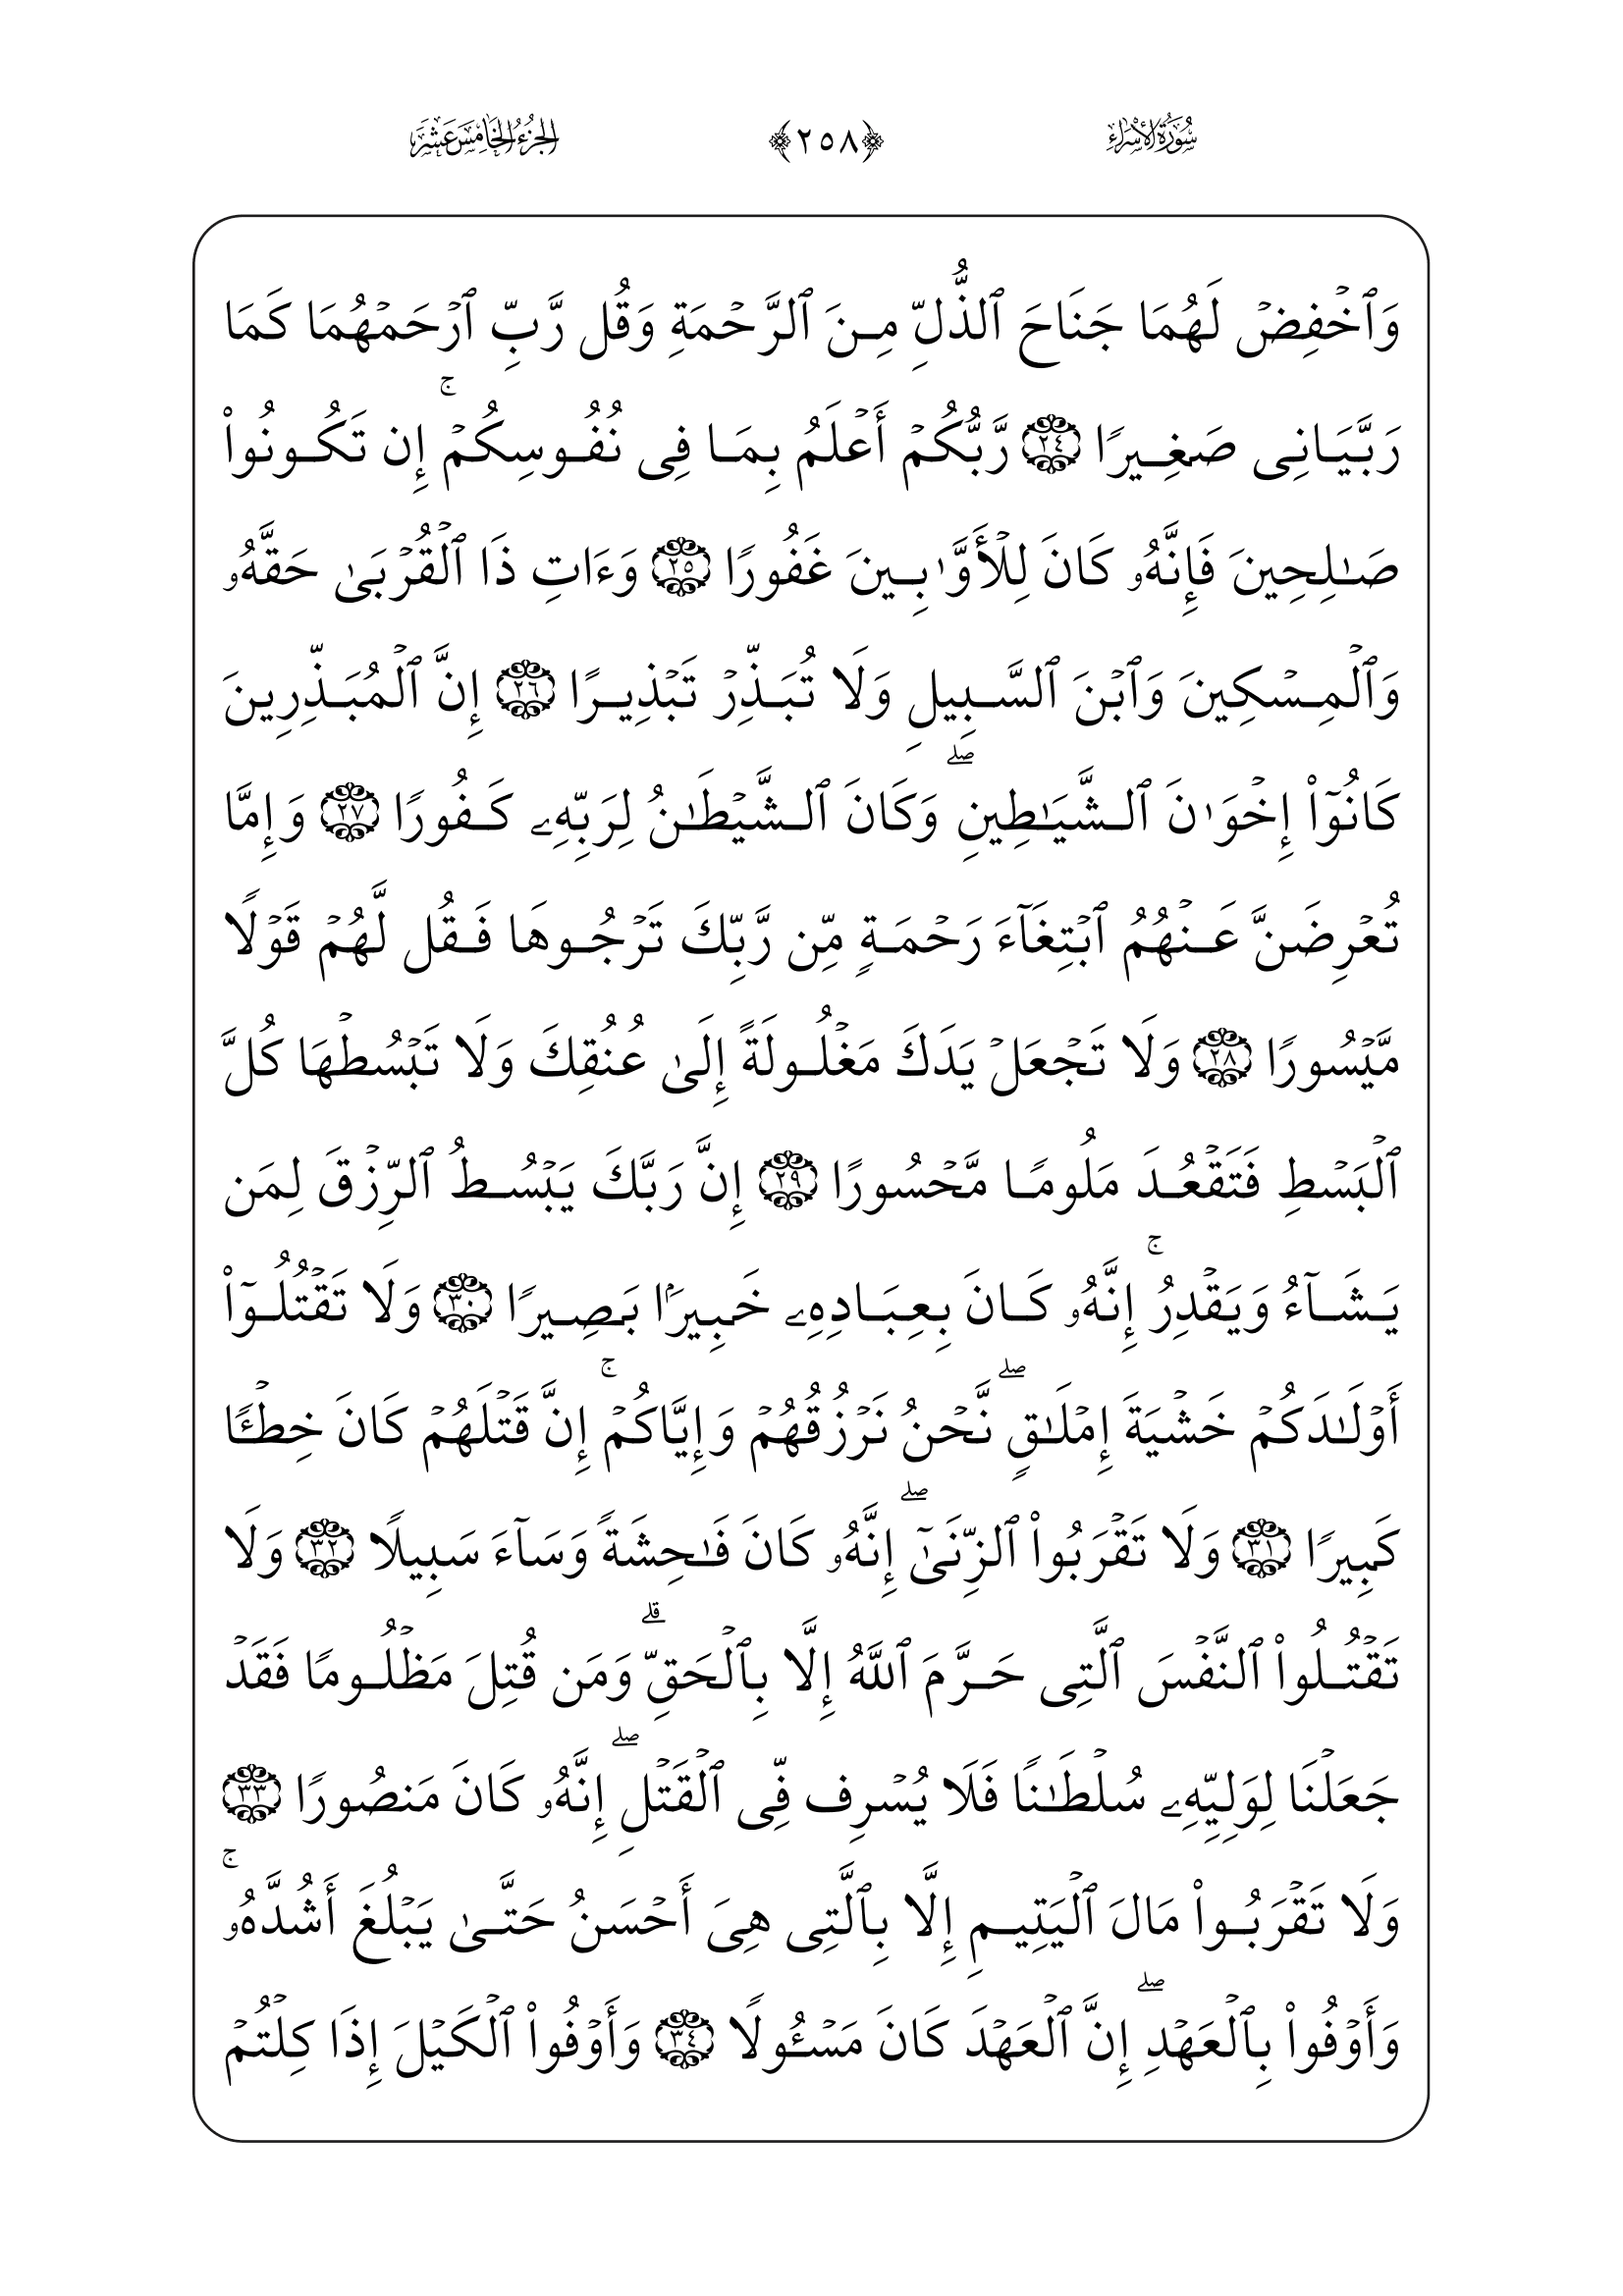 سُورَةُ الإِسْرَاءِ ﴿٢٥٨﴾ الجُزْءُ الخَامِسَ عَشَرَ
وَٱخۡفِضۡ لَهُمَا جَنَاحَ ٱلذُّلِّ مِنَ ٱلرَّحۡمَةِ وَقُل رَّبِّ ٱرۡحَمۡهُمَا كَمَا
رَبَّيَانِى صَغِيرًا ٢٤ رَّبُّكُمۡ أَعۡلَمُ بِمَا فِى نُفُوسِكُمۡۚ إِن تَكُونُوا۟
صَـٰلِحِينَ فَإِنَّهُۥ كَانَ لِلۡأَوَّٰبِينَ غَفُورًا ٢٥ وَءَاتِ ذَا ٱلۡقُرۡبَىٰ حَقَّهُۥ
وَٱلۡمِسۡكِينَ وَٱبۡنَ ٱلسَّبِيلِ وَلَا تُبَذِّرۡ تَبۡذِيرًا ٢٦ إِنَّ ٱلۡمُبَذِّرِينَ
كَانُوٓا۟ إِخۡوَٰنَ ٱلشَّيَـٰطِينِۖ وَكَانَ ٱلشَّيۡطَـٰنُ لِرَبِّهِۦ كَفُورًا ٢٧ وَإِمَّا
تُعۡرِضَنَّ عَنۡهُمُ ٱبۡتِغَآءَ رَحۡمَةٍ مِّن رَّبِّكَ تَرۡجُوهَا فَقُل لَّهُمۡ قَوۡلًا
مَّيۡسُورًا ٢٨ وَلَا تَجۡعَلۡ يَدَكَ مَغۡلُولَةً إِلَىٰ عُنُقِكَ وَلَا تَبۡسُطۡهَا كُلَّ
ٱلۡبَسۡطِ فَتَقۡعُدَ مَلُومًا مَّحۡسُورًا ٢٩ إِنَّ رَبَّكَ يَبۡسُطُ ٱلرِّزۡقَ لِمَن
يَشَآءُ وَيَقۡدِرُۚ إِنَّهُۥ كَانَ بِعِبَادِهِۦ خَبِيرَۢا بَصِيرًا ٣٠ وَلَا تَقۡتُلُوٓا۟
أَوۡلَـٰدَكُمۡ خَشۡيَةَ إِمۡلَـٰقٍۖ نَّحۡنُ نَرۡزُقُهُمۡ وَإِيَّاكُمۡۚ إِنَّ قَتۡلَهُمۡ كَانَ خِطۡـًٔا
كَبِيرًا ٣١ وَلَا تَقۡرَبُوا۟ ٱلزِّنَىٰٓۖ إِنَّهُۥ كَانَ فَـٰحِشَةً وَسَآءَ سَبِيلًا ٣٢ وَلَا
تَقۡتُلُوا۟ ٱلنَّفۡسَ ٱلَّتِى حَرَّمَ ٱللَّهُ إِلَّا بِٱلۡحَقِّۗ وَمَن قُتِلَ مَظۡلُومًا فَقَدۡ
جَعَلۡنَا لِوَلِيِّهِۦ سُلۡطَـٰنًا فَلَا يُسۡرِف فِّى ٱلۡقَتۡلِۖ إِنَّهُۥ كَانَ مَنصُورًا ٣٣
وَلَا تَقۡرَبُوا۟ مَالَ ٱلۡيَتِيمِ إِلَّا بِٱلَّتِى هِىَ أَحۡسَنُ حَتَّىٰ يَبۡلُغَ أَشُدَّهُۥۚ
وَأَوۡفُوا۟ بِٱلۡعَهۡدِۖ إِنَّ ٱلۡعَهۡدَ كَانَ مَسۡـُٔولًا ٣٤ وَأَوۡفُوا۟ ٱلۡكَيۡلَ إِذَا كِلۡتُمۡ